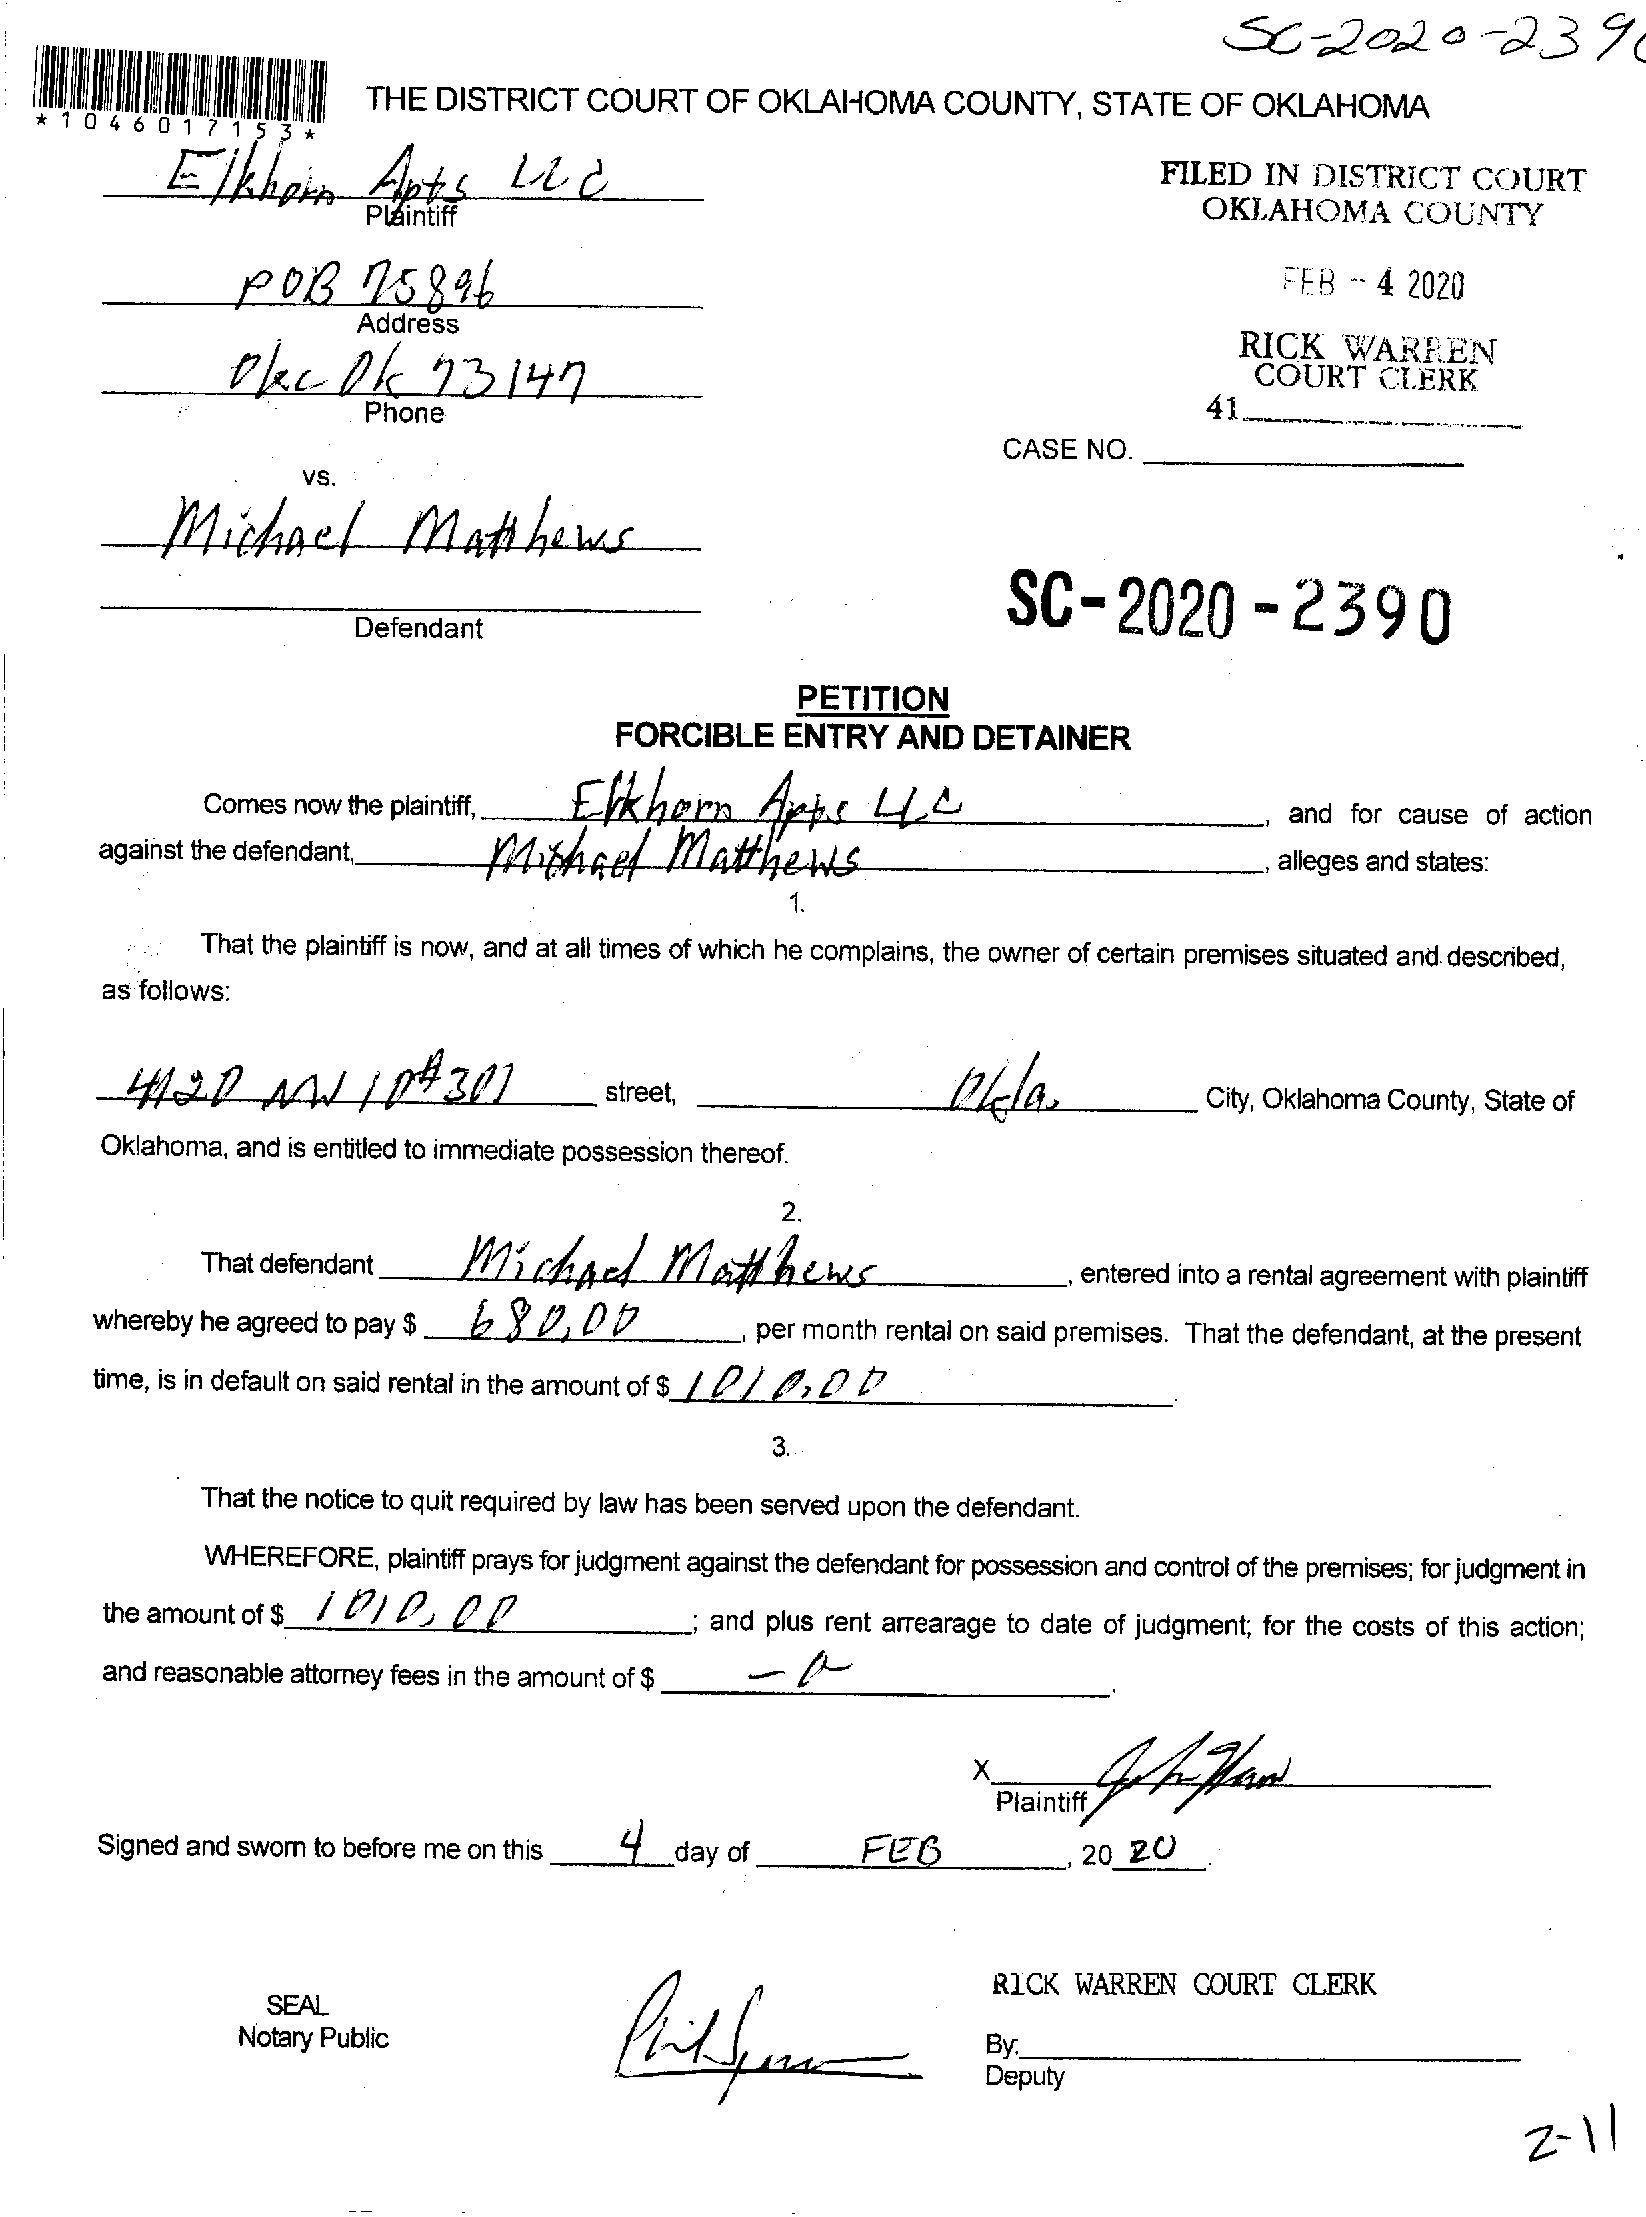 SC-2020-239
*1046017153*
THE DISTRICT COURT OF OKLAHOMA COUNTY, STATE OF OKLAHOMA
Elkhorn Apts LLC
Plaintiff
FILED IN DISTRICT COURT
OKLAHOMA COUNTY
POB 75896
Address
FEB - 4 2020
Okc Ok 73147
Phone
RICK WARREN
COURT CLERK
41
CASE NO.
vs.
Michael Matthews
Defendant
SC-2020-2390
PETITION
FORCIBLE ENTRY AND DETAINER
Comes now the plaintiff, Elkhorn Apts LLC, and for cause of action
against the defendant, Michael Matthews, alleges and states:
1.
That the plaintiff is now, and at all times of which he complains, the owner of certain premises situated and described,
as follows:
4120 NW 10 #301 street, Okla. City, Oklahoma County, State of
Oklahoma, and is entitled to immediate possession thereof.
2.
That defendant Michael Matthews, entered into a rental agreement with plaintiff
whereby he agreed to pay $ 680.00, per month rental on said premises. That the defendant, at the present
time, is in default on said rental in the amount of $ 1010.00.
3.
That the notice to quit required by law has been served upon the defendant.
WHEREFORE, plaintiff prays for judgment against the defendant for possession and control of the premises; for judgment in
the amount of $ 1010.00; and plus rent arrearage to date of judgment; for the costs of this action;
and reasonable attorney fees in the amount of $ -0-.
X
Plaintiff
Signed and sworn to before me on this 4 day of FEB, 20 20.
RICK WARREN COURT CLERK
SEAL
Notary Public
By:
Deputy
2-11